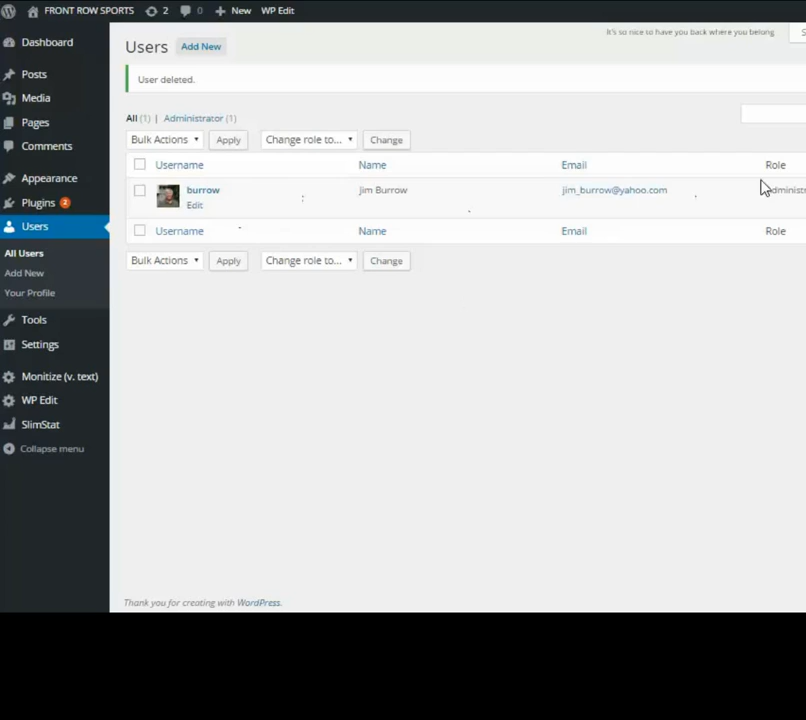 FRONT ROW SPORTS 2 0 + New WP Edit
It's so nice to have you back where you belong
Dashboard
Posts
Media
Pages
Comments
Appearance
Plugins 2
Users
All Users
Add New
Your Profile
Tools
Settings
Monitize (v. text)
WP Edit
SlimStat
Collapse menu
Users Add New
User deleted.
All (1) | Administrator (1)
Bulk Actions Apply Change role to... Change
Username Name Email Role
burrow Jim Burrow jim_burrow@yahoo.com
Edit
Username Name Email Role
Bulk Actions Apply Change role to... Change
Thank you for creating with WordPress.